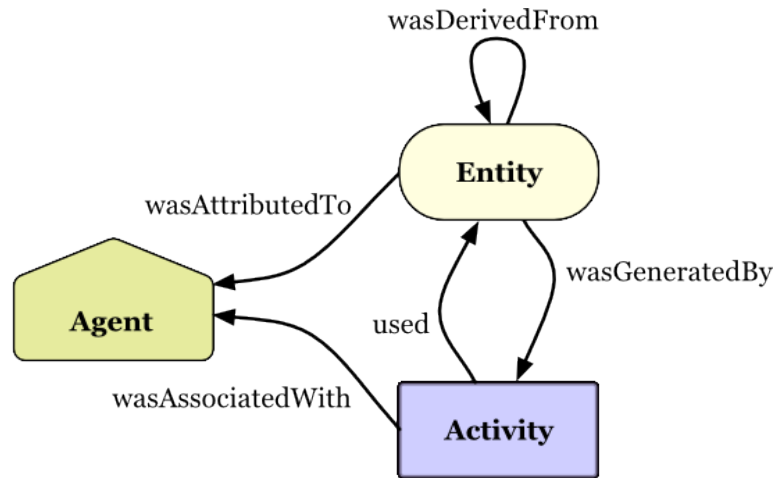 wasDerivedFrom
Entity
wasAttributedTo
wasGeneratedBy
Agent
used
wasAssociatedWith
Activity